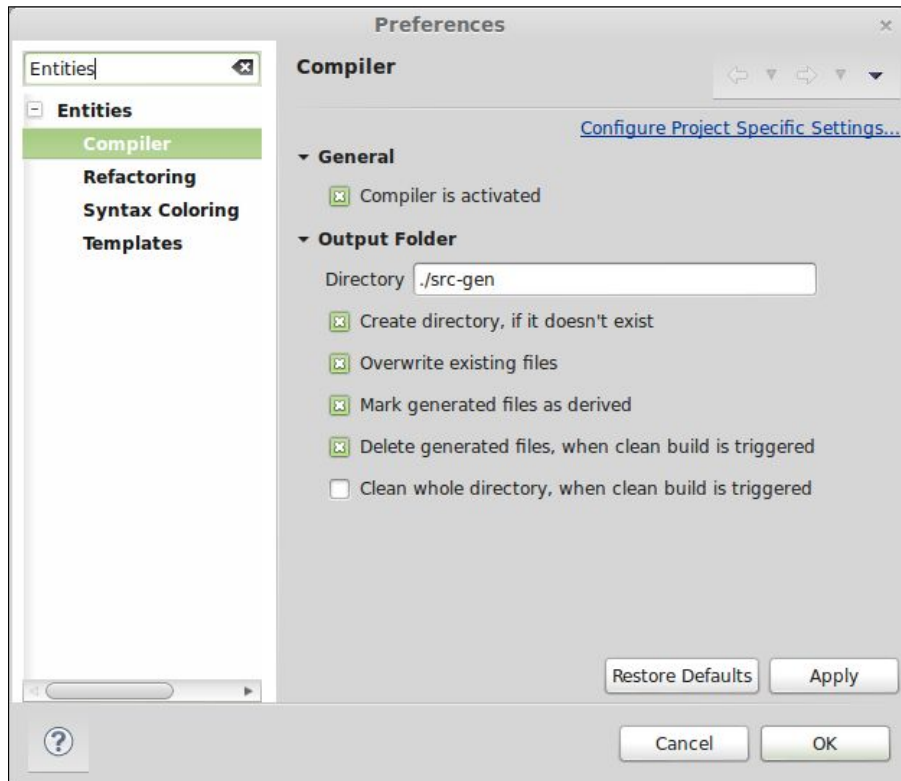 Preferences
Entities
Entities
Compiler
Refactoring
Syntax Coloring
Templates
Compiler
Configure Project Specific Settings...
General
Compiler is activated
Output Folder
Directory ./src-gen
Create directory, if it doesn't exist
Overwrite existing files
Mark generated files as derived
Delete generated files, when clean build is triggered
Clean whole directory, when clean build is triggered
Restore Defaults Apply
? Cancel OK